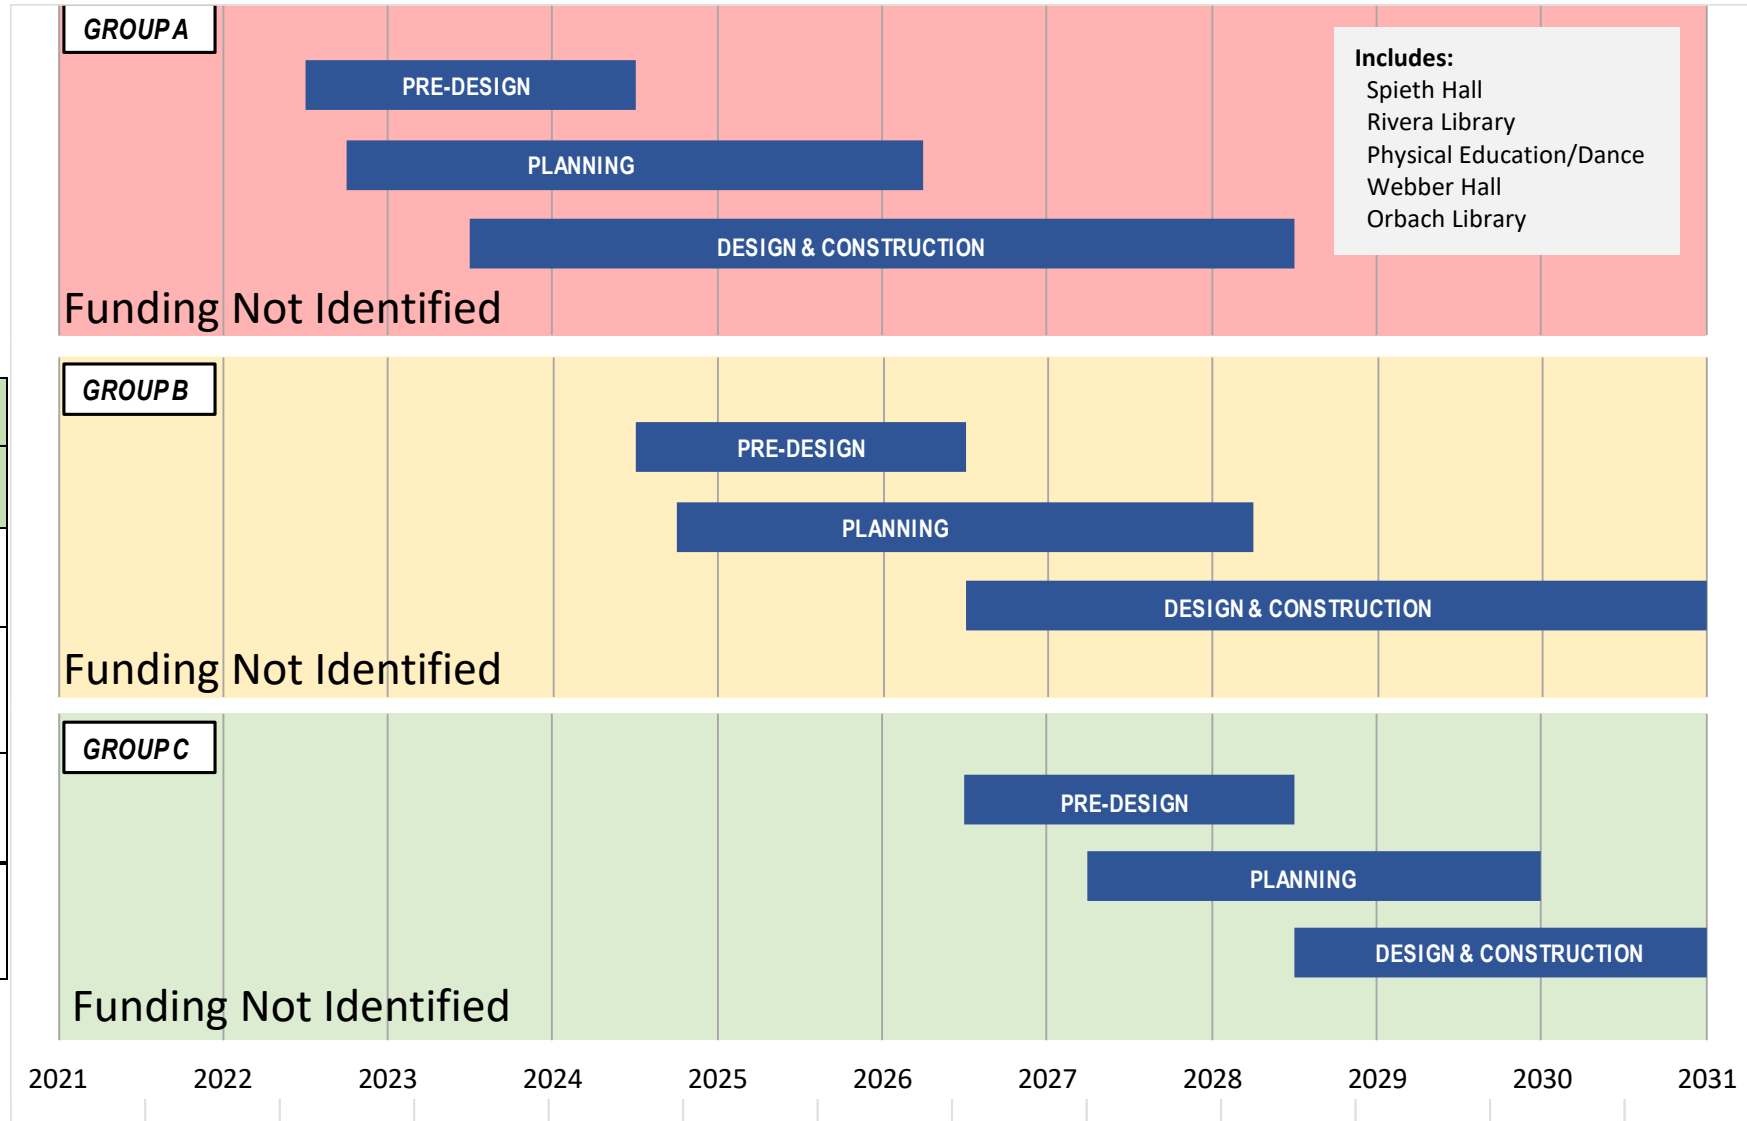 GROUP A
PRE-DESIGN
PLANNING
DESIGN & CONSTRUCTION
Includes:
Spieth Hall
Rivera Library
Physical Education/Dance
Webber Hall
Orbach Library
Funding Not Identified
GROUP B
PRE-DESIGN
PLANNING
DESIGN & CONSTRUCTION
Funding Not Identified
GROUP C
PRE-DESIGN
PLANNING
DESIGN & CONSTRUCTION
Funding Not Identified
2021 2022 2023 2024 2025 2026 2027 2028 2029 2030 2031